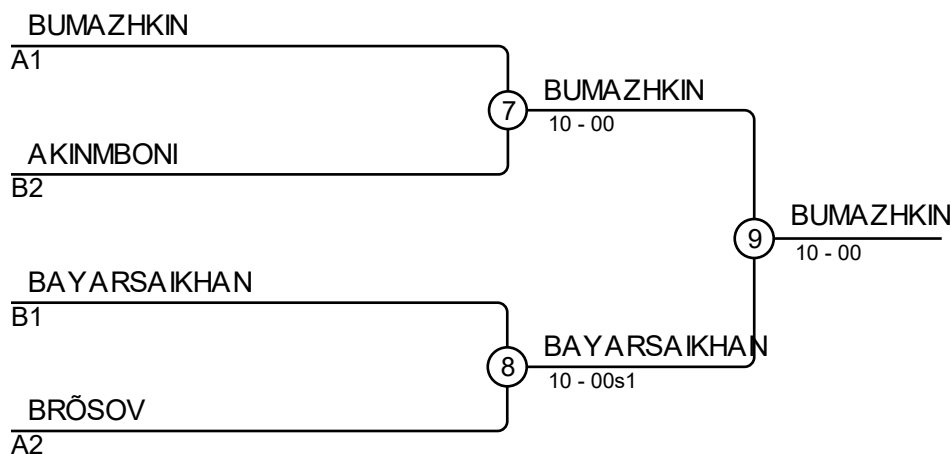 BUMAZHKIN
A1
7
BUMAZHKIN
10 - 00
AKINMBONI
B2
9
BUMAZHKIN
10 - 00
BAYARSAIKHAN
B1
8
BAYARSAIKHAN
10 - 00s1
BRÕSOV
A2